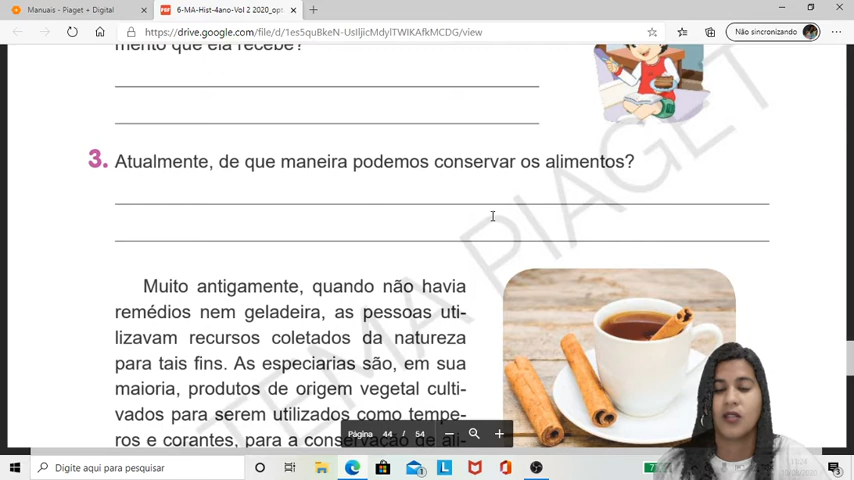 Manuais - Piaget + Digital
6-MA-Hist-4ano-Vol 2 2020_opt
https://drive.google.com/file/d/1es5quBkeN-UsIljicMdylTWIKAfkMCDG/view
Não sincronizando
mento que ela recebe?
3. Atualmente, de que maneira podemos conservar os alimentos?
Muito antigamente, quando não havia
remédios nem geladeira, as pessoas uti-
lizavam recursos coletados da natureza
para tais fins. As especiarias são, em sua
maioria, produtos de origem vegetal culti-
vados para serem utilizados como tempe-
ros e corantes, para a conservação de ali-
TEMA PIAGET
Página 44 / 54
Digite aqui para pesquisar